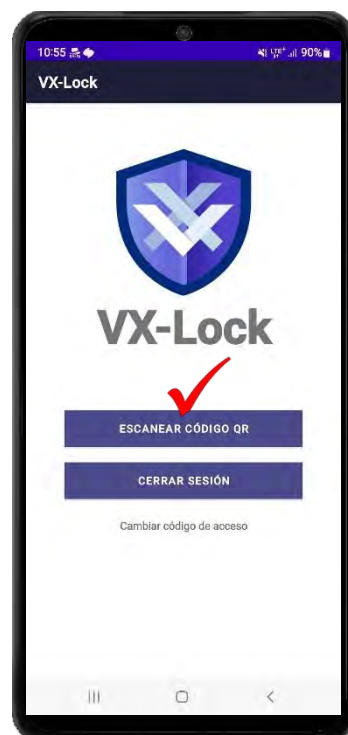 10:55 90%
VX-Lock
VX-Lock
ESCANEAR CÓDIGO QR
CERRAR SESIÓN
Cambiar código de acceso